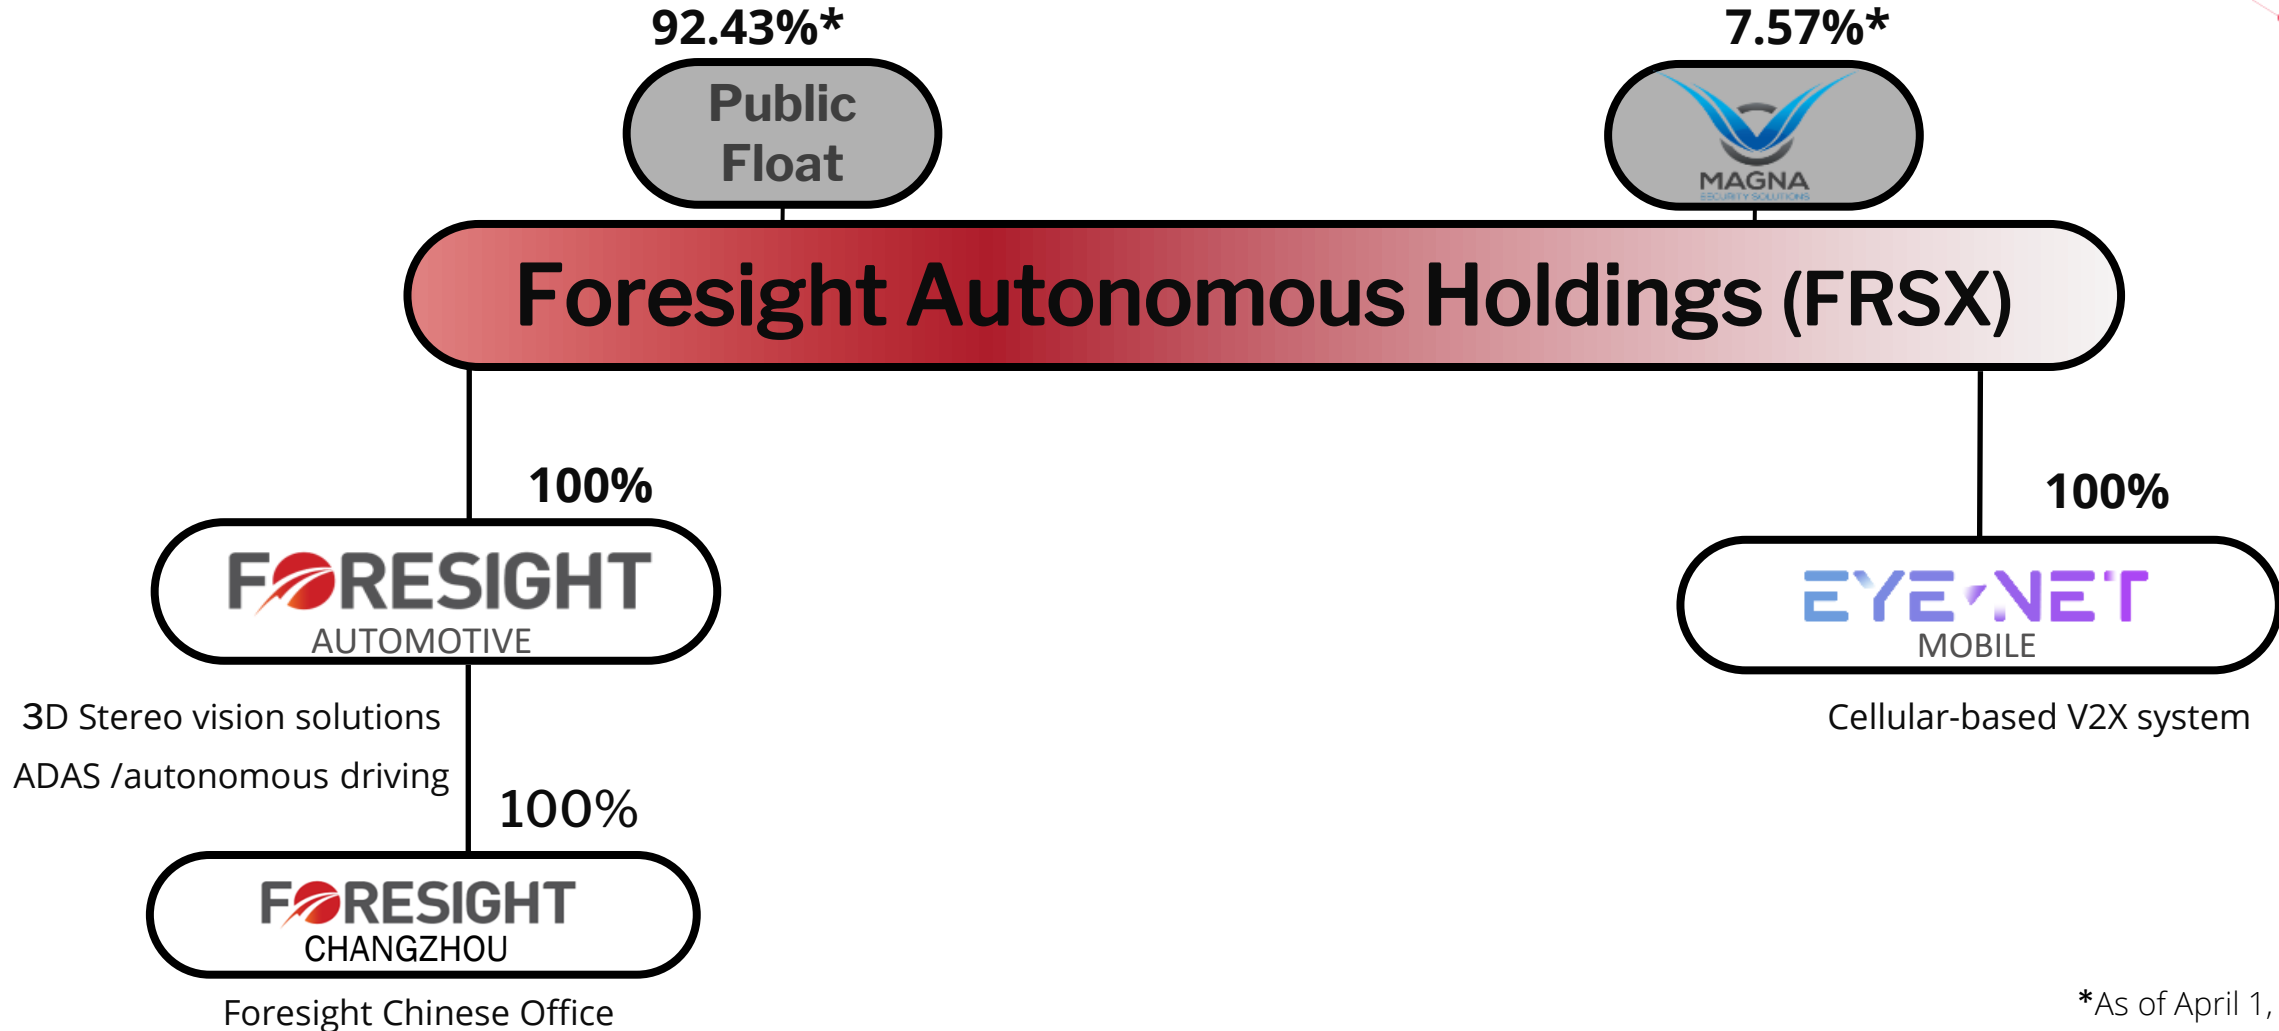 92.43%*
7.57%*
Public
Float
MAGNA
SECURITY SOLUTIONS
Foresight Autonomous Holdings (FRSX)
100%
100%
FORESIGHT
AUTOMOTIVE
EYE-NET
MOBILE
3D Stereo vision solutions
Cellular-based V2X system
ADAS /autonomous driving
100%
FORESIGHT
CHANGZHOU
Foresight Chinese Office
*As of April 1,